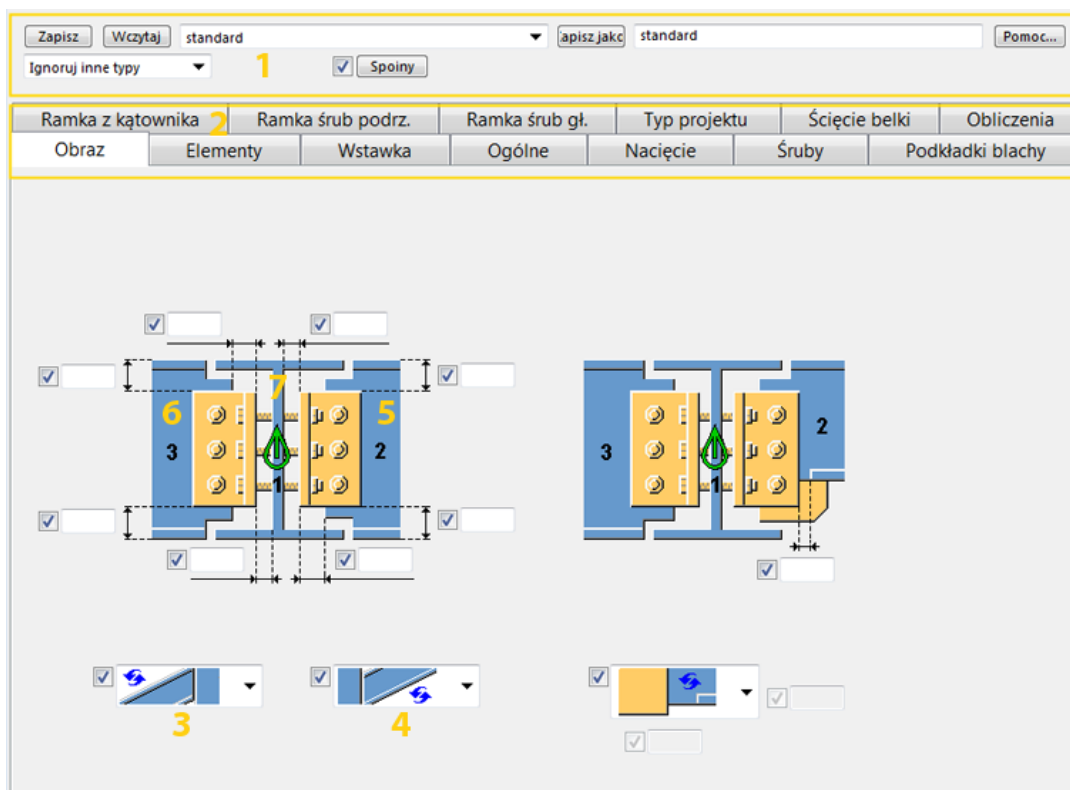 Zapisz Wczytaj standard apisz jakc standard Pomoc...
Ignoruj inne typy 1 Spoiny
Ramka z kątownika 2 Ramka śrub podrz. Ramka śrub gł. Typ projektu Ścięcie belki Obliczenia
Obraz Elementy Wstawka Ogólne Nacięcie Śruby Podkładki blachy
7
6 5
3 2 3 2
1 1
3 4